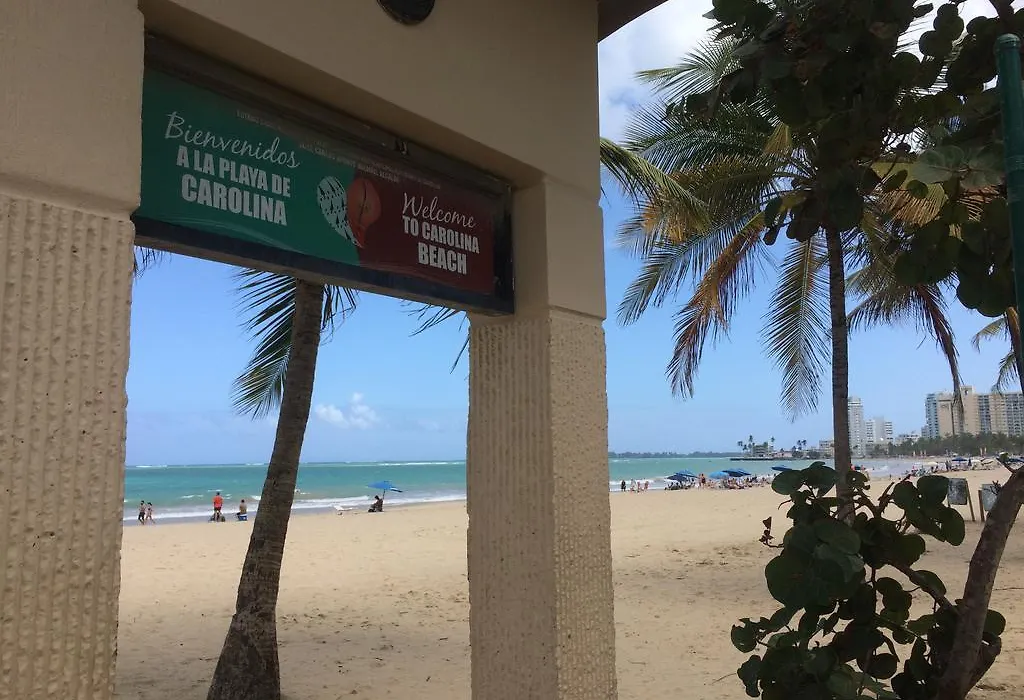 Bienvenidos
A LA PLAYA DE
CAROLINA
Welcome
TO CAROLINA
BEACH